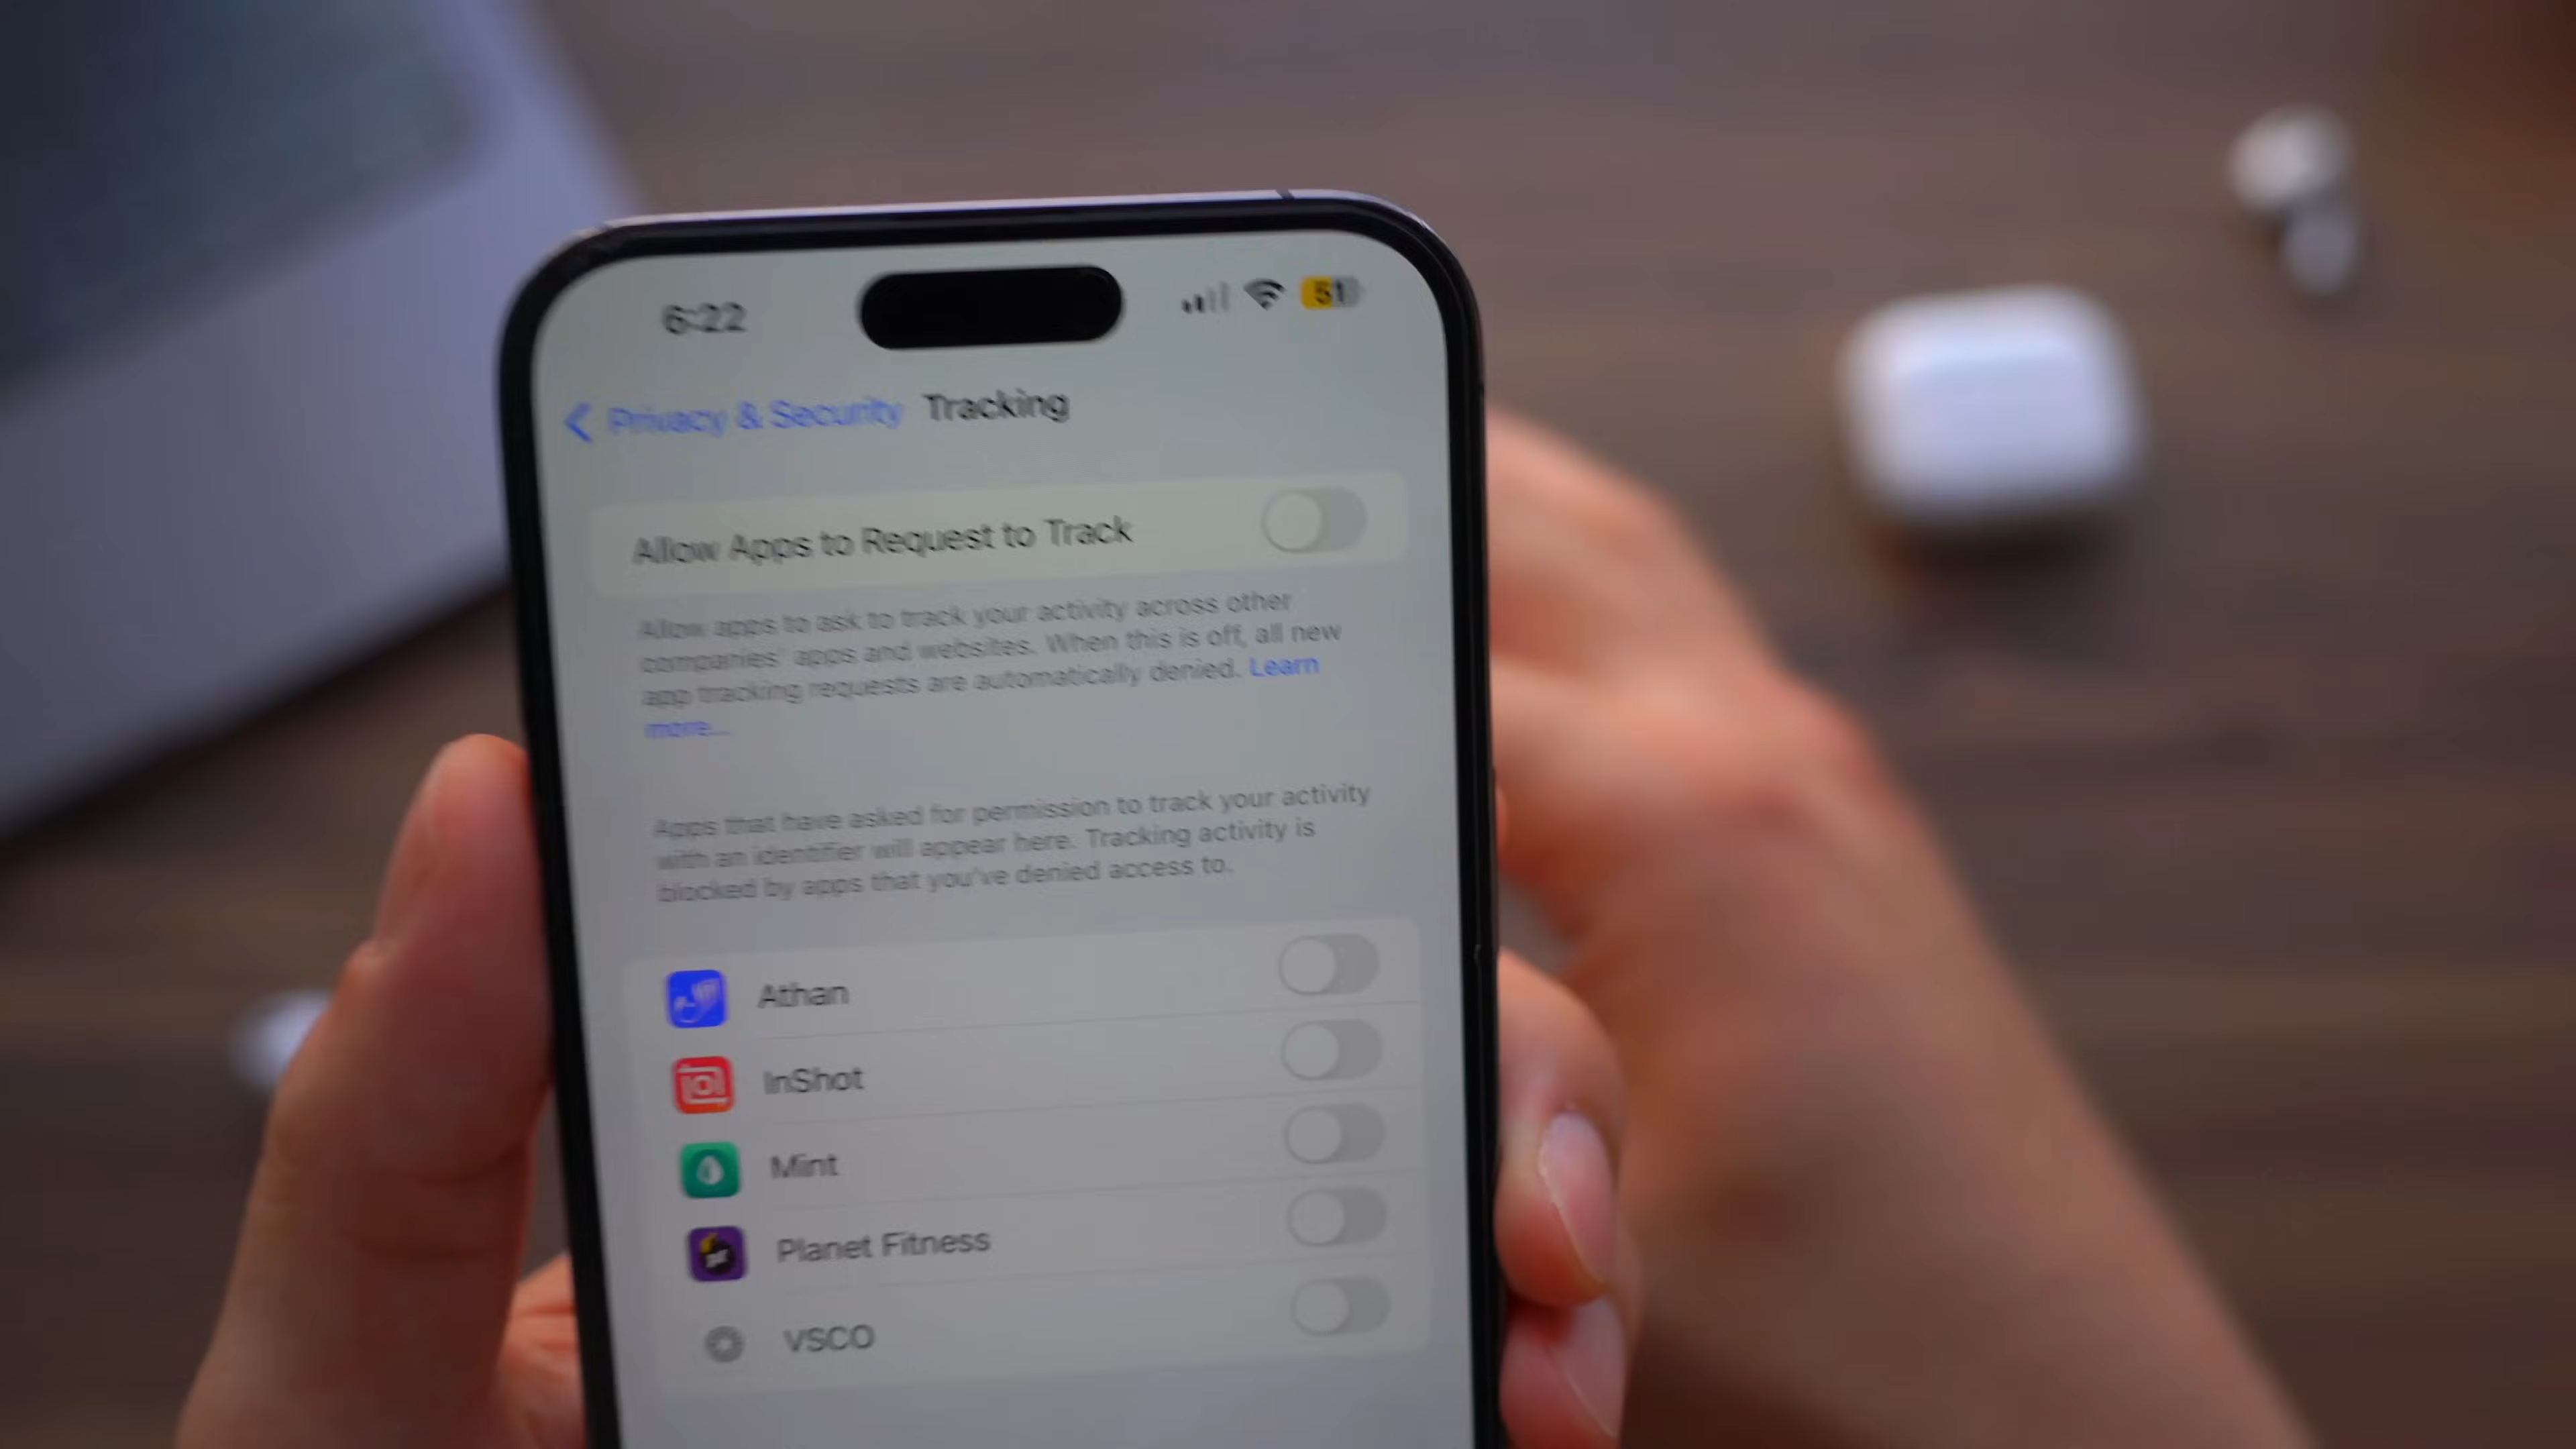 6:22
51
Privacy & Security Tracking
Allow Apps to Request to Track
Allow apps to ask to track your activity across other
companies' apps and websites. When this is off, all new
app tracking requests are automatically denied. Learn
more...
Apps that have asked for permission to track your activity
with an identifier will appear here. Tracking activity is
blocked by apps that you've denied access to.
Athan
InShot
Mint
Planet Fitness
VSCO